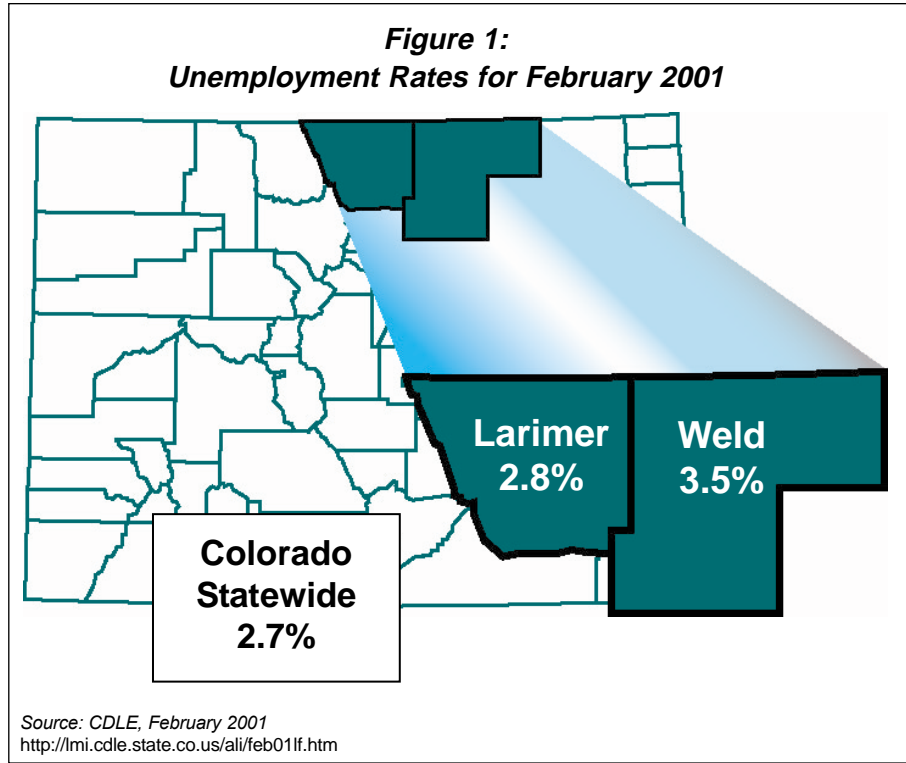 Figure 1:
Unemployment Rates for February 2001
Larimer
2.8%
Weld
3.5%
Colorado
Statewide
2.7%
Source: CDLE, February 2001
http://lmi.cdle.state.co.us/ali/feb01lf.htm